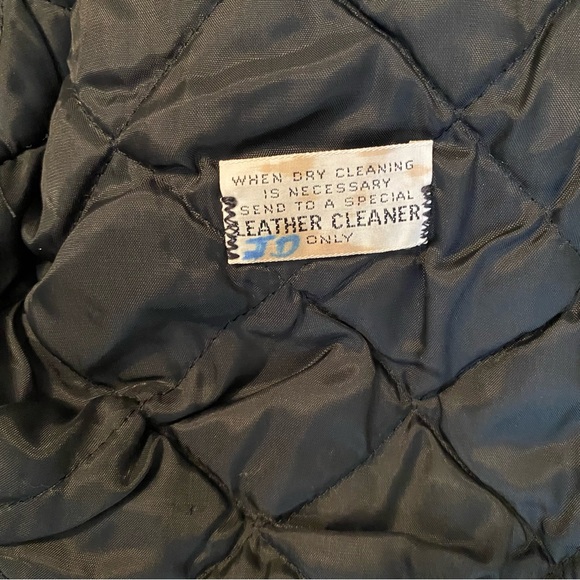 WHEN DRY CLEANING
IS NECESSARY
SEND TO A SPECIAL
LEATHER CLEANER
JD ONLY